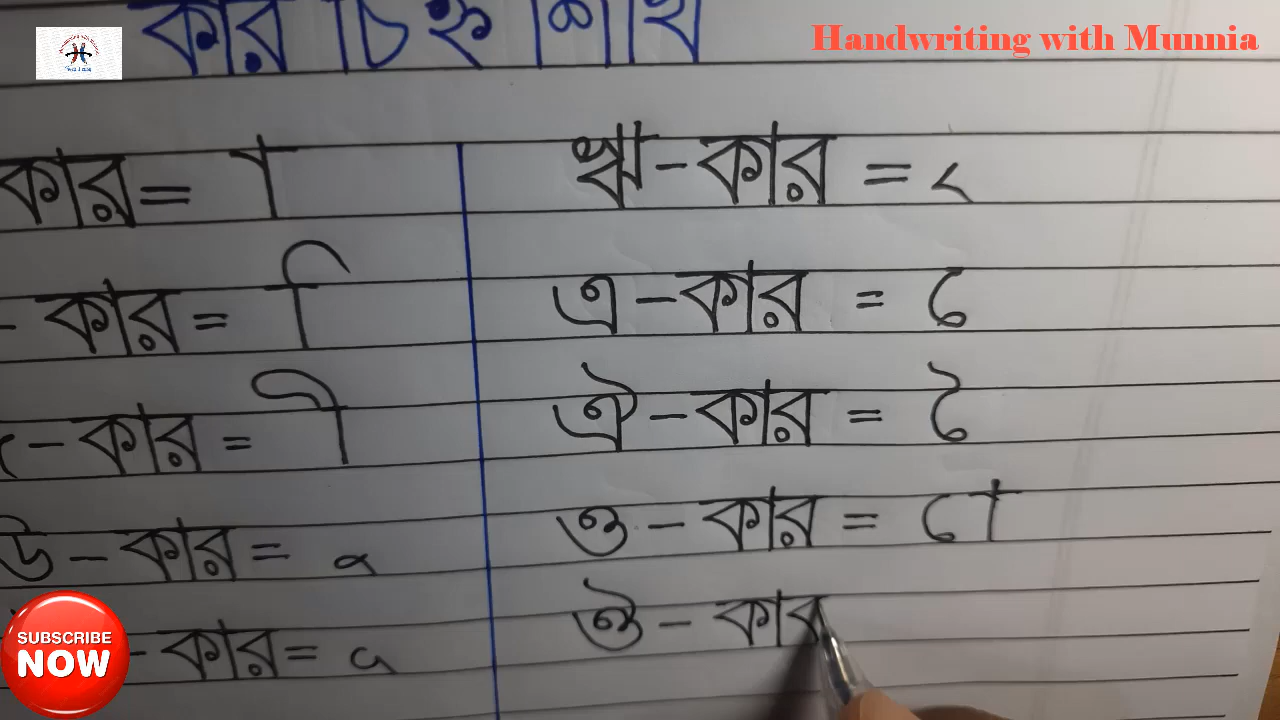 কার চিহ্ন
Handwriting with Munnia
কার = া
- কার = ি
- কার = ী
উ - কার = ু
- কার = ূ
ঋ - কার = ৃ
এ - কার = ে
ঐ - কার = ৈ
ও - কার = ো
ঔ - কার
SUBSCRIBE
NOW